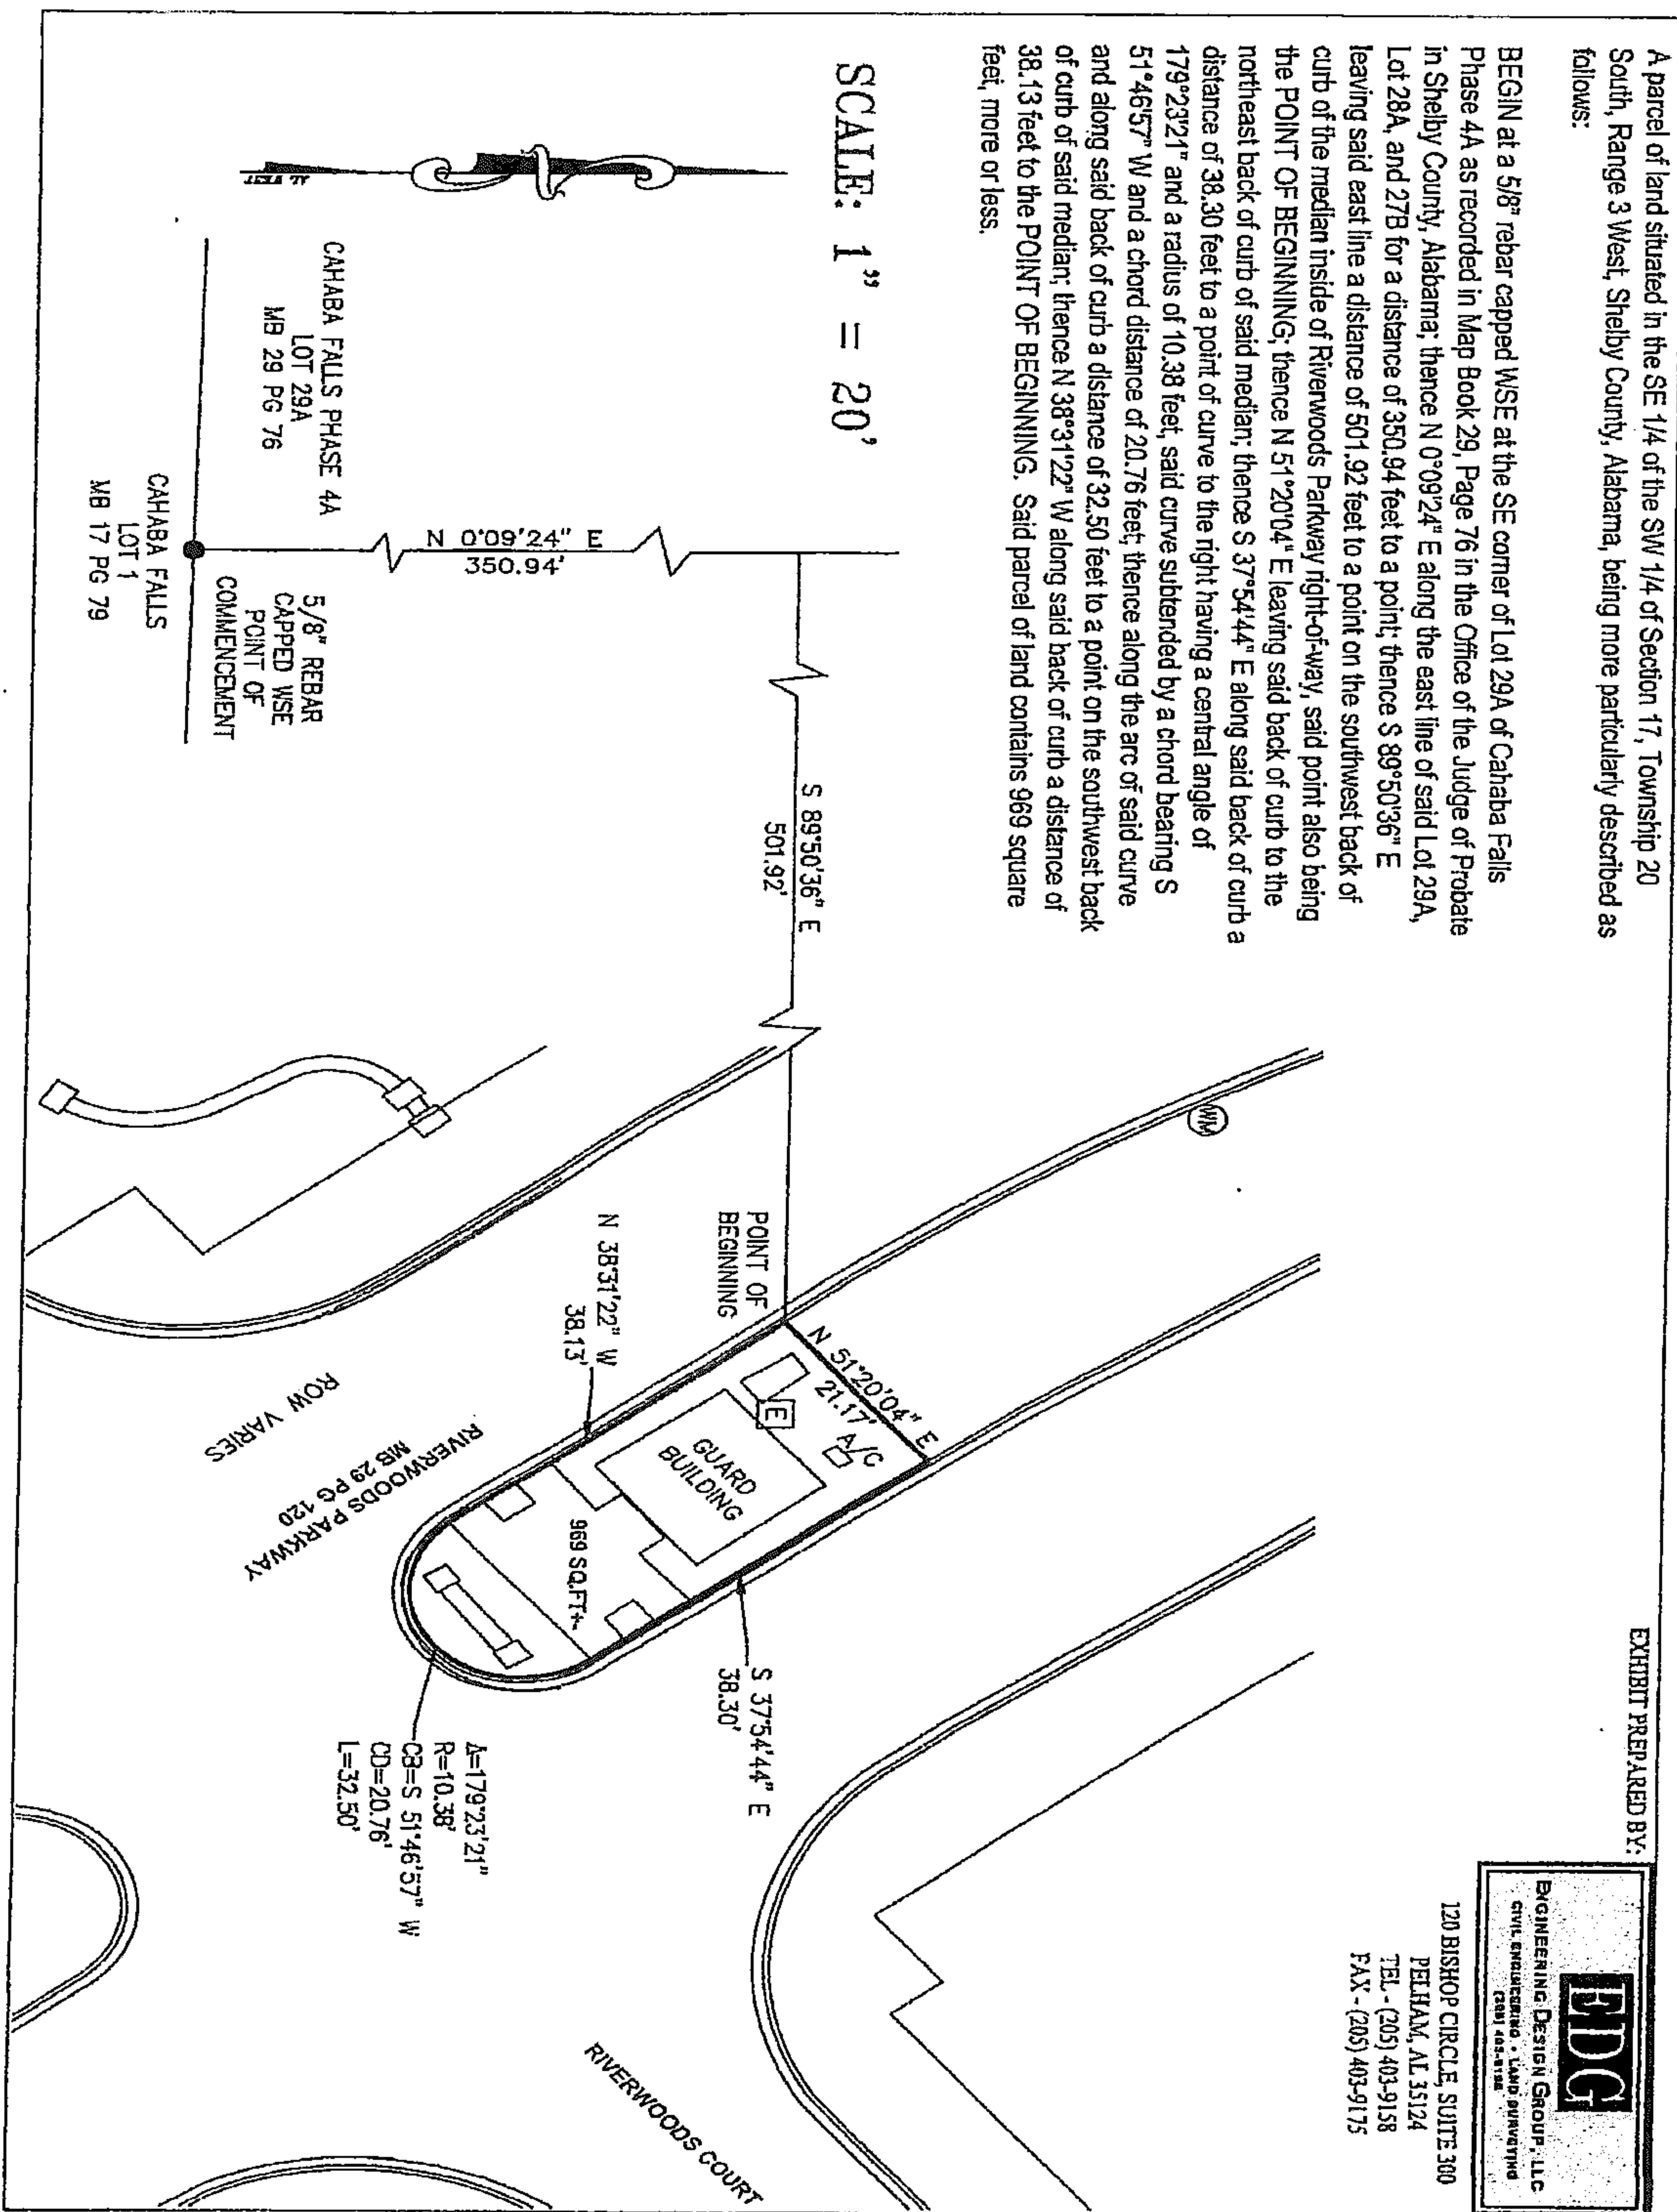 A parcel of land situated in the SE 1/4 of the SW 1/4 of Section 17, Township 20
South, Range 3 West, Shelby County, Alabama, being more particularly described as
follows:
BEGIN at a 5/8" rebar capped WSE at the SE corner of Lot 29A of Cahaba Falls
Phase 4A as recorded in Map Book 29, Page 76 in the Office of the Judge of Probate
in Shelby County, Alabama; thence N 0°09'24" E along the east line of said Lot 29A,
Lot 28A, and 27B for a distance of 350.94 feet to a point; thence S 89°50'36" E
leaving said east line a distance of 501.92 feet to a point on the southwest back of
curb of the median inside of Riverwoods Parkway right-of-way, said point also being
the POINT OF BEGINNING; thence N 51°20'04" E leaving said back of curb to the
northeast back of curb of said median; thence S 37°54'44" E along said back of curb a
distance of 38.30 feet to a point of curve to the right having a central angle of
179°23'21" and a radius of 10.38 feet, said curve subtended by a chord bearing S
51°46'57" W and a chord distance of 20.76 feet; thence along the arc of said curve
and along said back of curb a distance of 32.50 feet to a point on the southwest back
of curb of said median; thence N 38°31'22" W along said back of curb a distance of
38.13 feet to the POINT OF BEGINNING. Said parcel of land contains 969 square
feet, more or less.
EXHIBIT PREPARED BY:
EDG
ENGINEERING DESIGN GROUP, LLC
CIVIL ENGINEERING • LAND SURVEYING
(205) 403-9158
120 BISHOP CIRCLE, SUITE 300
PELHAM, AL 35124
TEL - (205) 403-9158
FAX - (205) 403-9175
SCALE: 1" = 20'
CAHABA FALLS PHASE 4A
LOT 29A
MB 29 PG 76
CAHABA FALLS
LOT 1
MB 17 PG 79
N 0°09'24" E
350.94'
5/8" REBAR
CAPPED WSE
POINT OF
COMMENCEMENT
S 89°50'36" E
501.92'
WM
POINT OF
BEGINNING
N 51°20'04" E
21.17'
A/C
E
GUARD
BUILDING
969 SQ.FT+-
N 38°31'22" W
38.13'
S 37°54'44" E
38.30'
Δ=179°23'21"
R=10.38'
CB=S 51°46'57" W
CD=20.76'
L=32.50'
RIVERWOODS PARKWAY
MB 29 PG 120
ROW VARIES
RIVERWOODS COURT